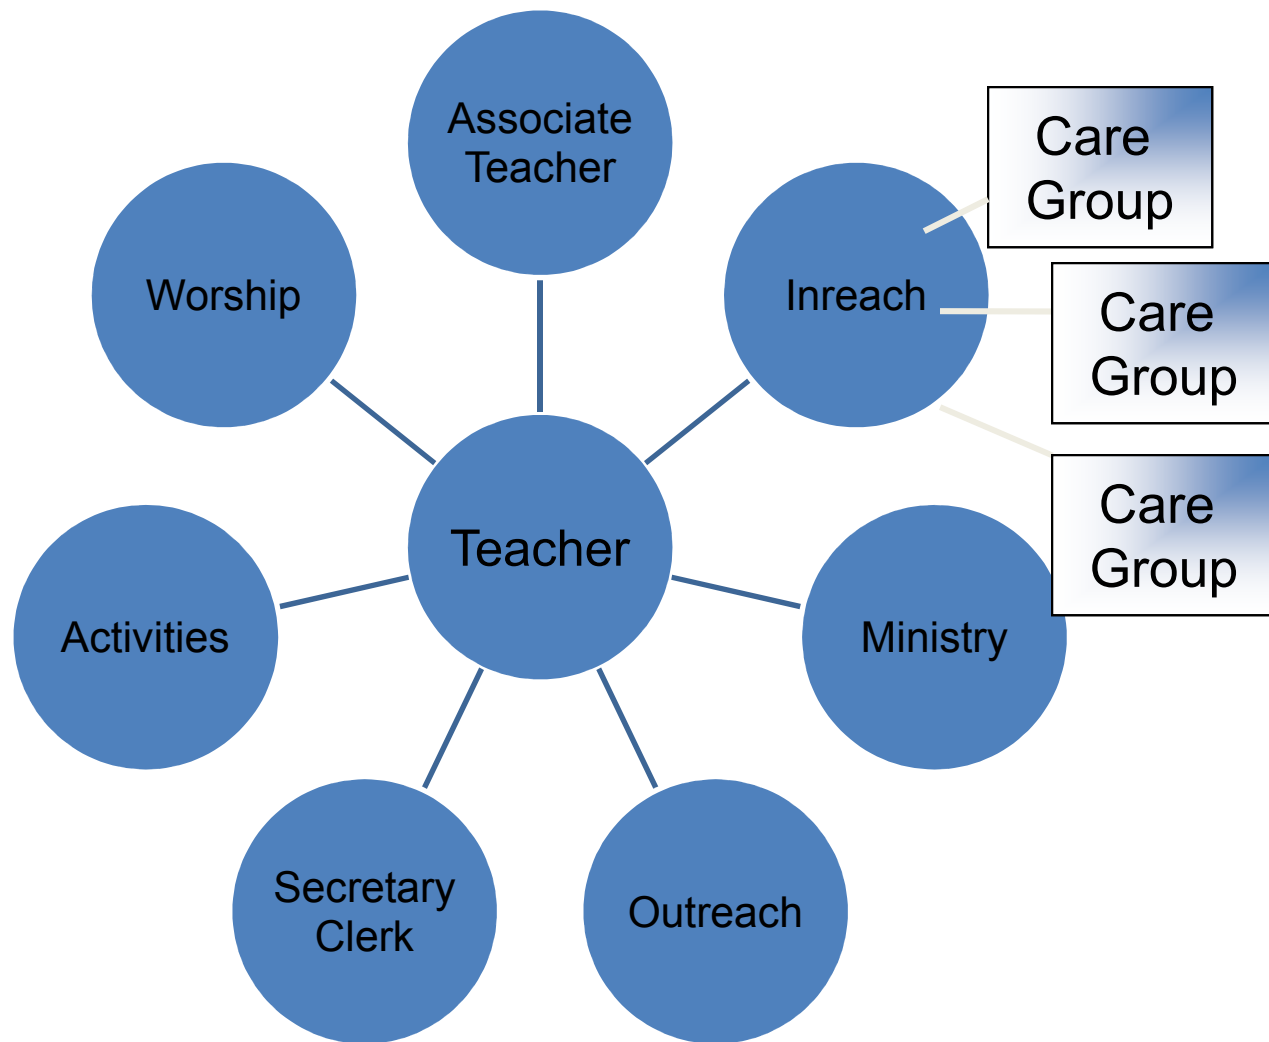 Associate
Teacher
Care
Group
Worship
Inreach
Care
Group
Care
Group
Teacher
Activities
Ministry
Secretary
Clerk
Outreach